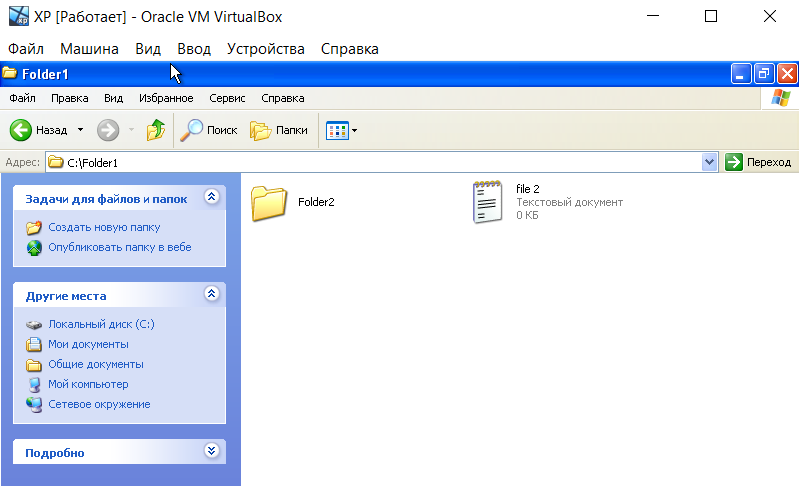 XP [Работает] - Oracle VM VirtualBox
Файл Машина Вид Ввод Устройства Справка
Folder1
Файл Правка Вид Избранное Сервис Справка
Назад Поиск Папки
Адрес: C:\Folder1 Переход
Задачи для файлов и папок
Создать новую папку
Опубликовать папку в вебе
Другие места
Локальный диск (C:)
Мои документы
Общие документы
Мой компьютер
Сетевое окружение
Подробно
Folder2
file 2
Текстовый документ
0 КБ